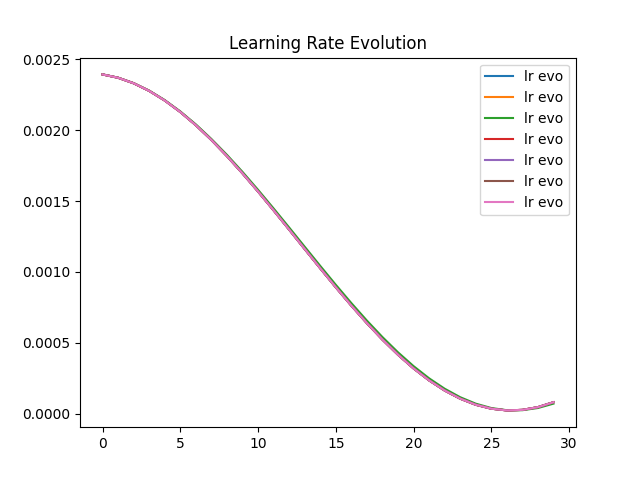 Learning Rate Evolution
0.0025
0.0020
0.0015
0.0010
0.0005
0.0000
0 5 10 15 20 25 30
lr evo
lr evo
lr evo
lr evo
lr evo
lr evo
lr evo